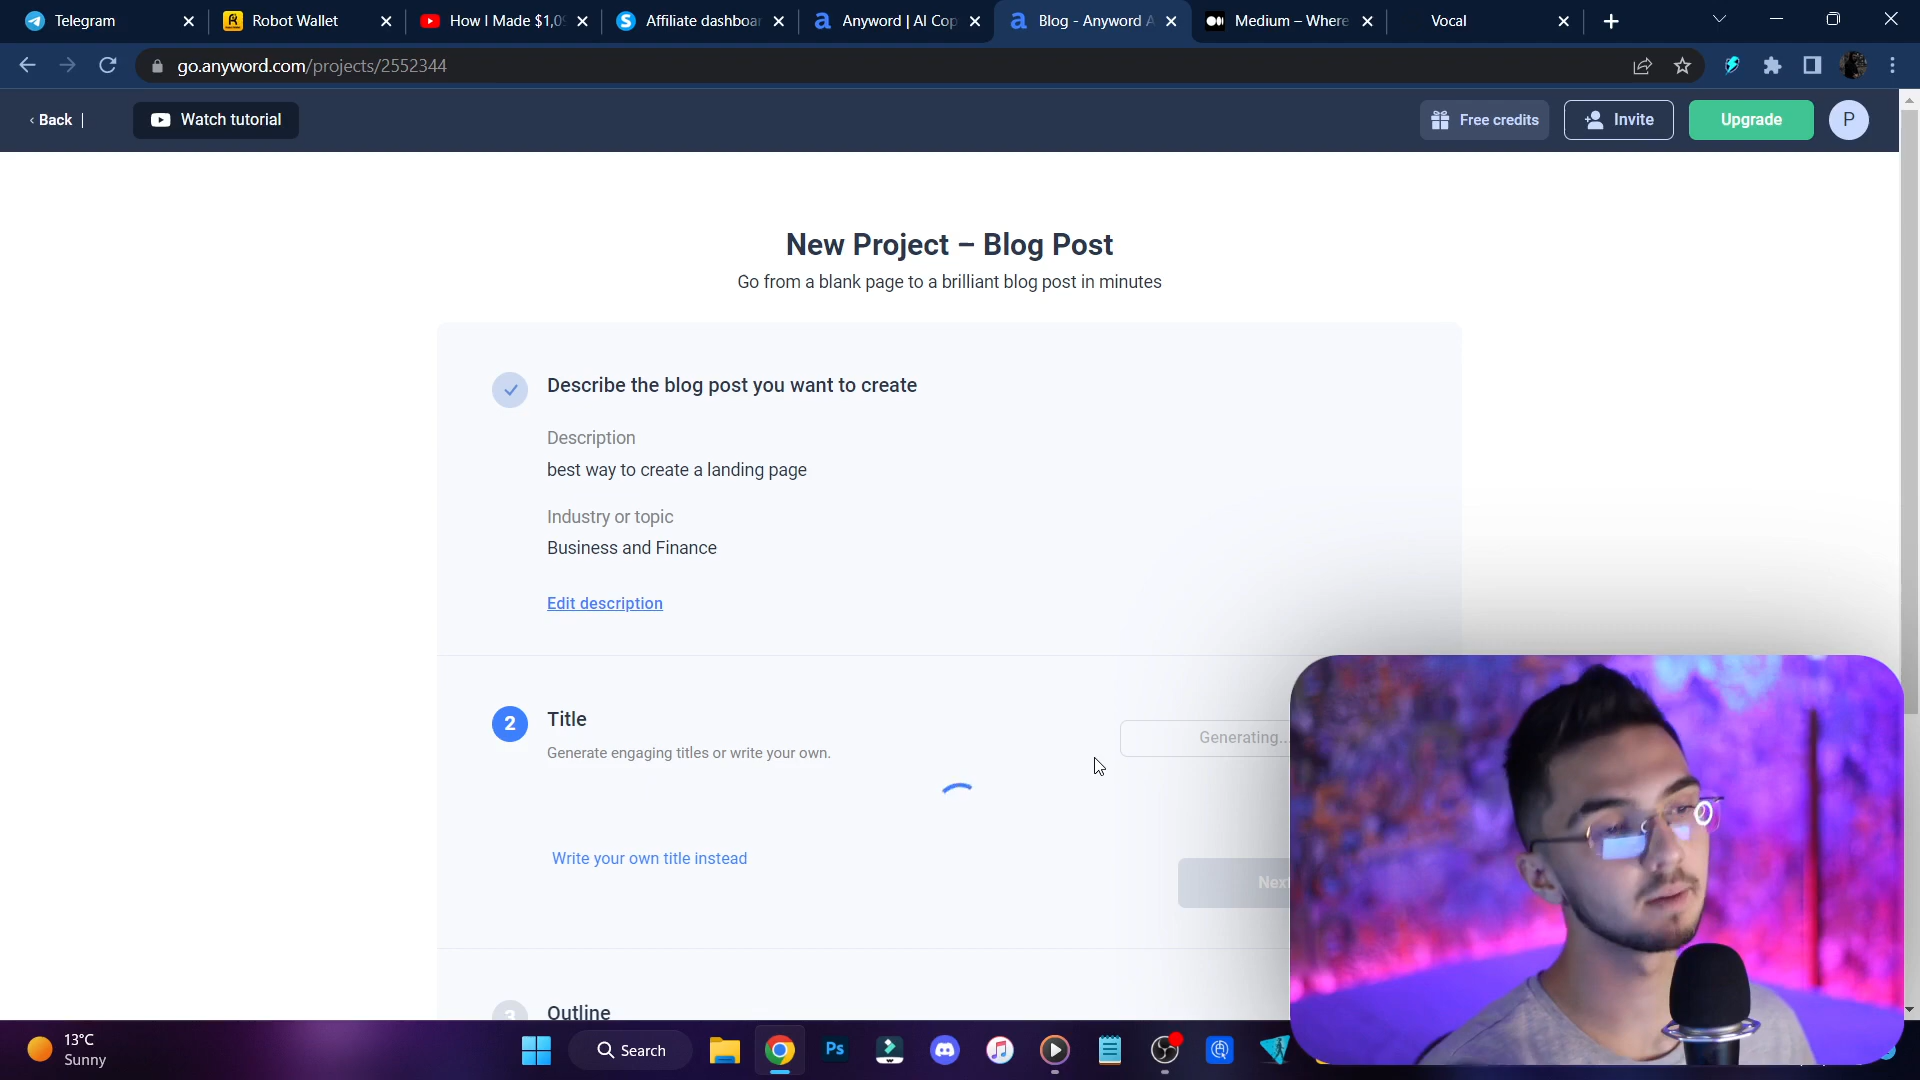 Telegram
Robot Wallet
How I Made $1,09
Affiliate dashboar
Anyword | AI Cop
Blog - Anyword A
Medium – Where
Vocal
go.anyword.com/projects/2552344
‹ Back |
Watch tutorial
Free credits
Invite
Upgrade
P
New Project – Blog Post
Go from a blank page to a brilliant blog post in minutes
Describe the blog post you want to create
Description
best way to create a landing page
Industry or topic
Business and Finance
Edit description
2
Title
Generate engaging titles or write your own.
Generating...
Write your own title instead
Next
3
Outline
13°C
Sunny
Search
Ps